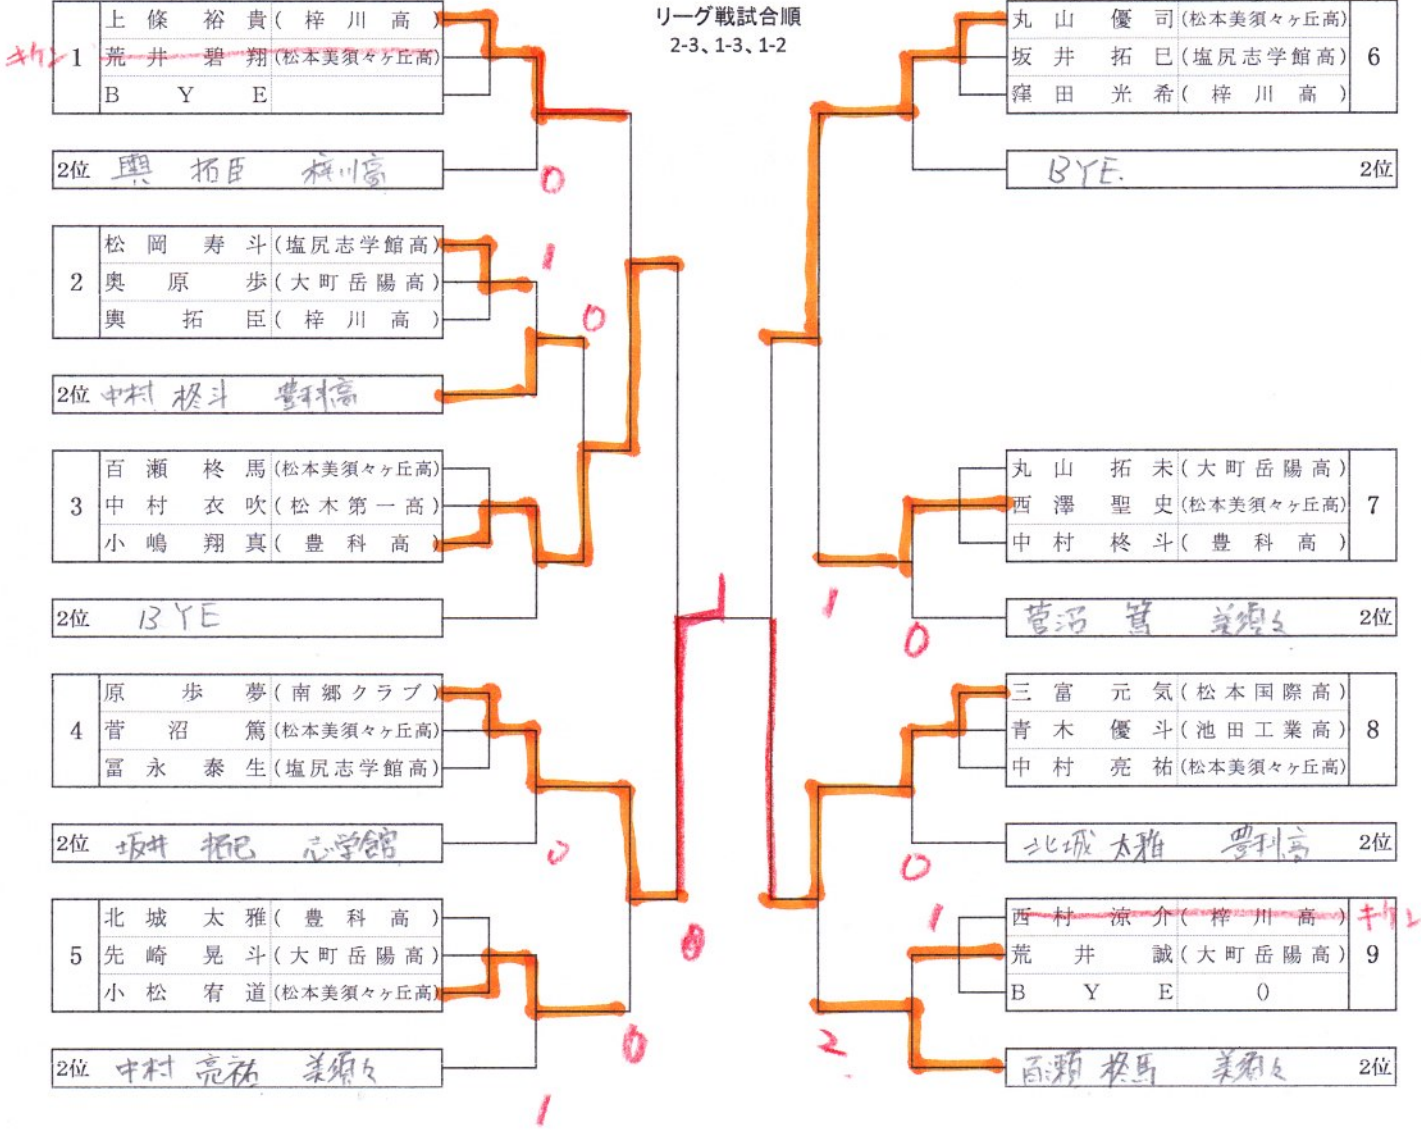 リーグ戦試合順
2-3、1-3、1-2
キケン
1
上條裕貴(梓川高)
荒井碧翔(松本美須々ヶ丘高)
BYE
2位 興 拓臣 梓川高
0
2
松岡寿斗(塩尻志学館高)
奥原歩(大町岳陽高)
興拓臣(梓川高)
1
0
2位 中村 柊斗 豊科高
3
百瀬柊馬(松本美須々ヶ丘高)
中村衣吹(松本第一高)
小嶋翔真(豊科高)
2位 BYE
4
原歩夢(南郷クラブ)
菅沼篤(松本美須々ヶ丘高)
冨永泰生(塩尻志学館高)
2位 坂井 拓巳 志学館
0
5
北城太雅(豊科高)
先崎晃斗(大町岳陽高)
小松宥道(松本美須々ヶ丘高)
2位 中村 亮祐 美須々
0
1
1
0
丸山優司(松本美須々ヶ丘高)
坂井拓巳(塩尻志学館高)
窪田光希(梓川高)
6
BYE. 2位
丸山拓未(大町岳陽高)
西澤聖史(松本美須々ヶ丘高)
中村柊斗(豊科高)
7
1
0
菅沼 篤 美須々 2位
三富元気(松本国際高)
青木優斗(池田工業高)
中村亮祐(松本美須々ヶ丘高)
8
北城 太雅 豊科高 2位
0
1
西村涼介(梓川高)
荒井誠(大町岳陽高)
BYE ()
9
キケン
2
百瀬 柊馬 美須々 2位